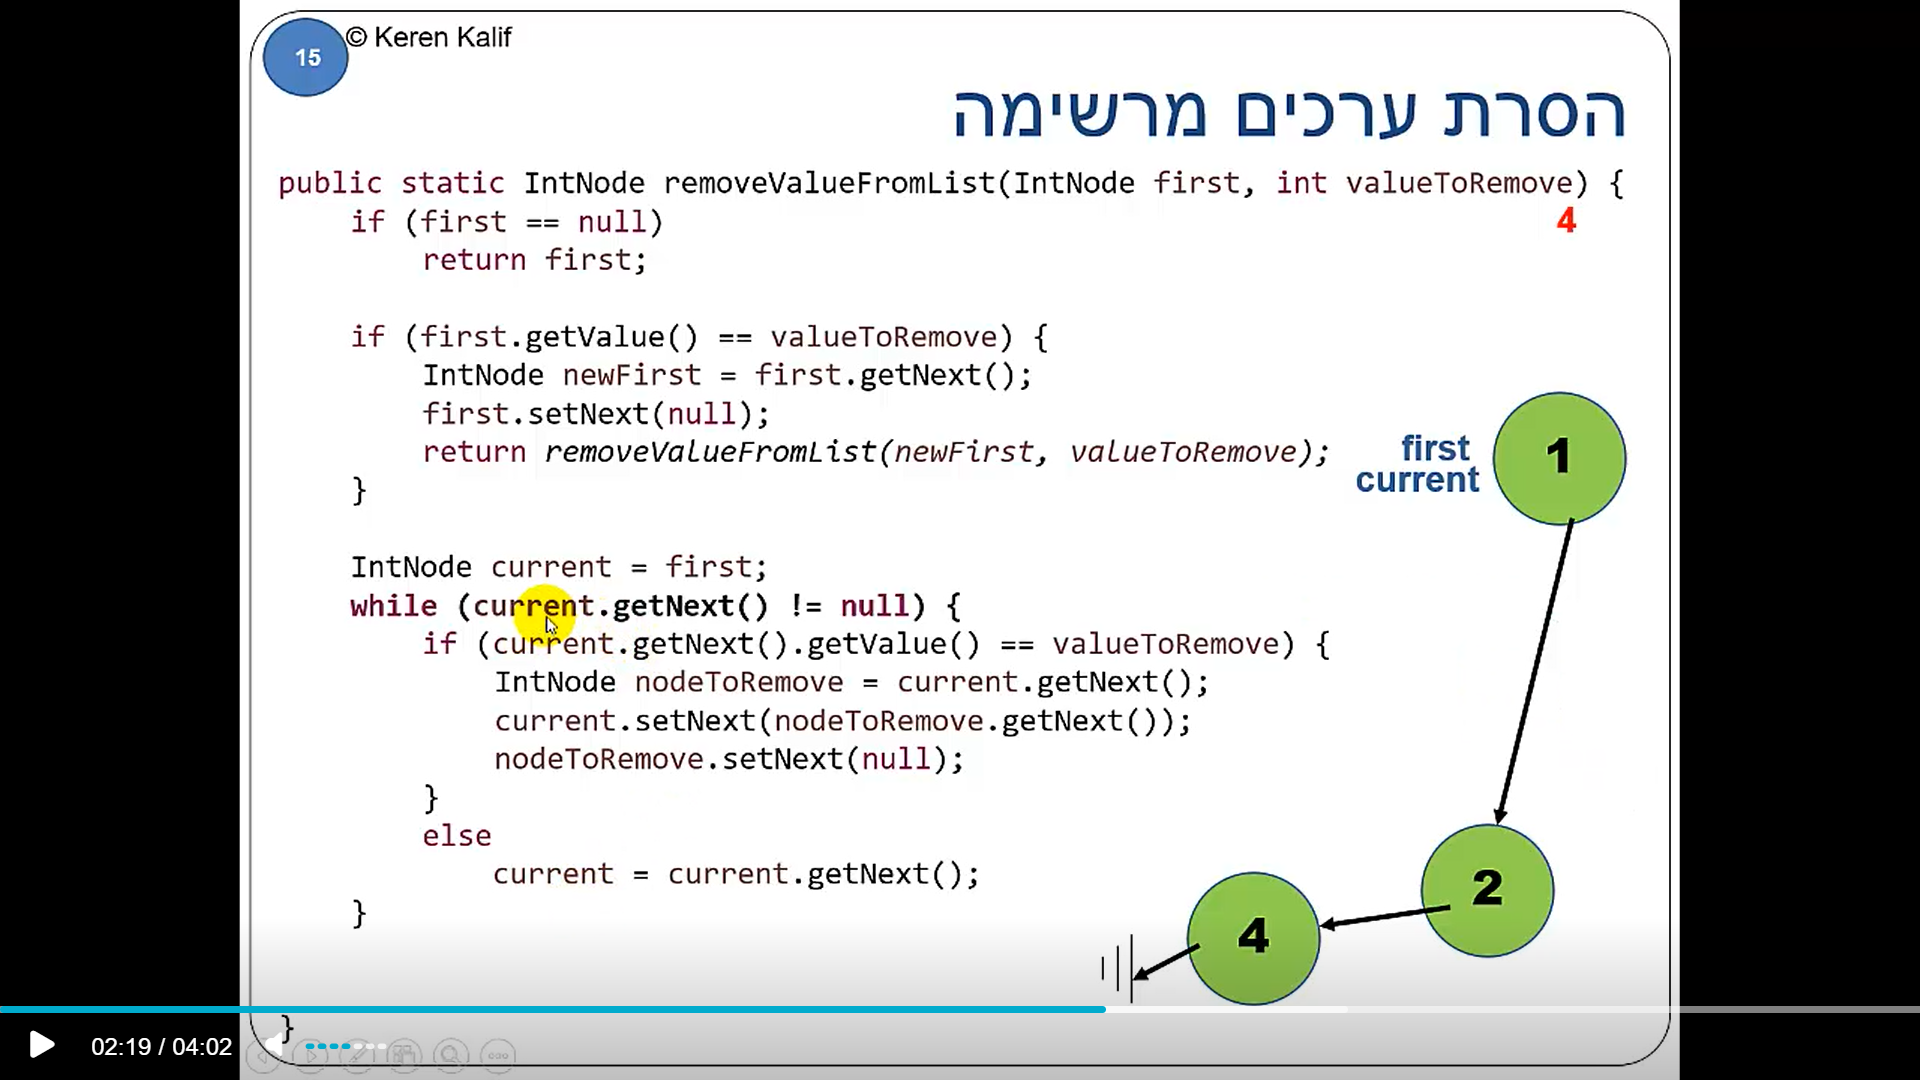 15
© Keren Kalif
הסרת ערכים מרשימה
public static IntNode removeValueFromList(IntNode first, int valueToRemove) {
4
if (first == null)
return first;
if (first.getValue() == valueToRemove) {
IntNode newFirst = first.getNext();
first.setNext(null);
return removeValueFromList(newFirst, valueToRemove);
}
IntNode current = first;
while (current.getNext() != null) {
if (current.getNext().getValue() == valueToRemove) {
IntNode nodeToRemove = current.getNext();
current.setNext(nodeToRemove.getNext());
nodeToRemove.setNext(null);
}
else
current = current.getNext();
}
}
first
current
1
2
4
02:19 / 04:02